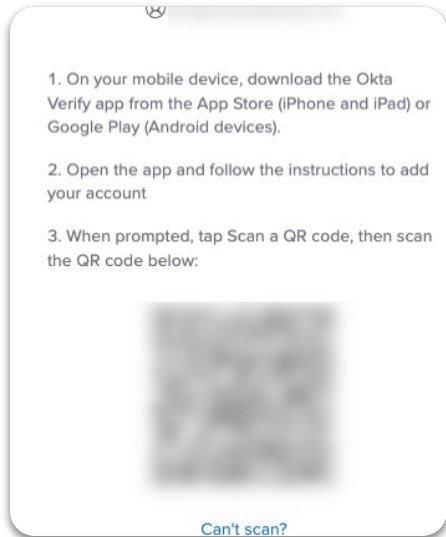 1. On your mobile device, download the Okta
Verify app from the App Store (iPhone and iPad) or
Google Play (Android devices).
2. Open the app and follow the instructions to add
your account
3. When prompted, tap Scan a QR code, then scan
the QR code below:
Can't scan?